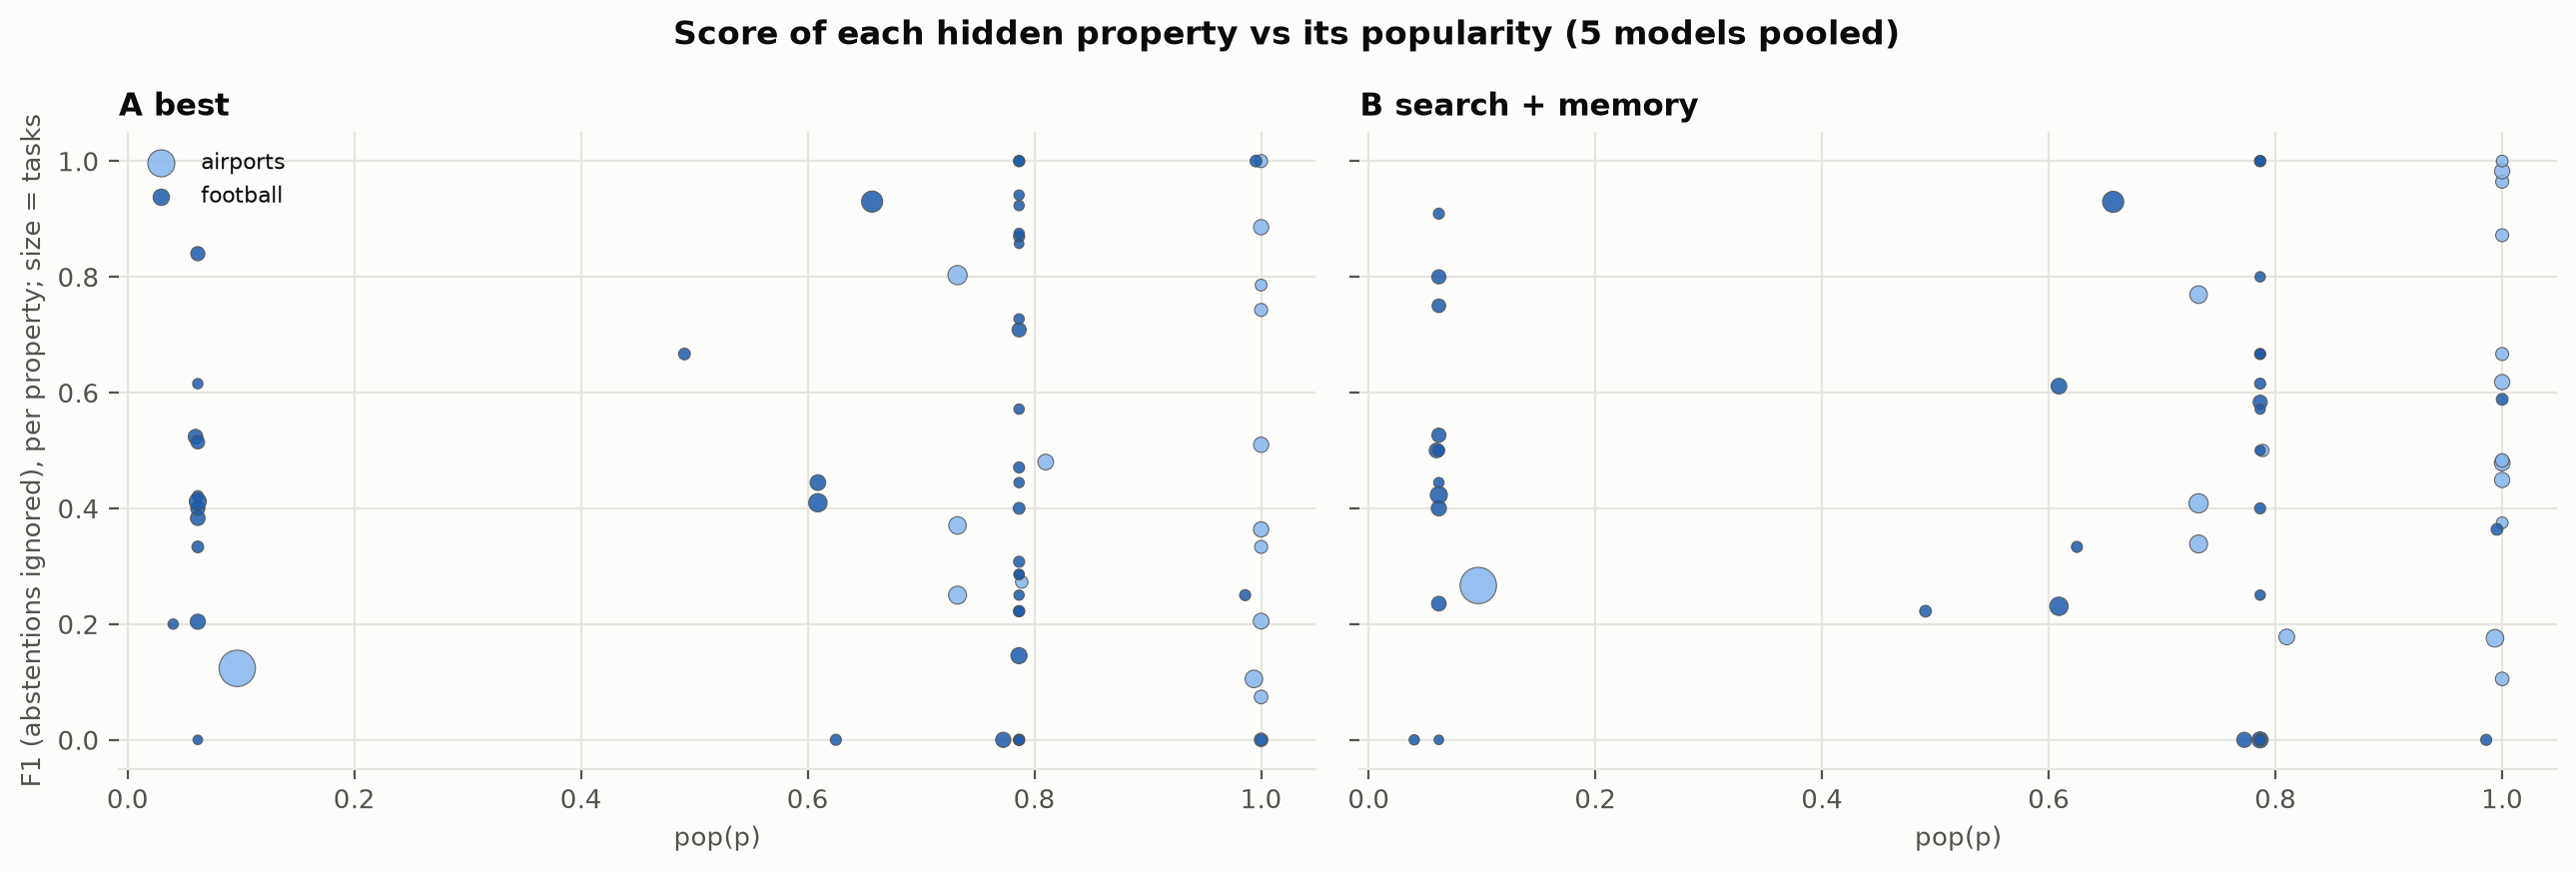 Score of each hidden property vs its popularity (5 models pooled)
A best
B search + memory
F1 (abstentions ignored), per property; size = tasks
airports
football
1.0
0.8
0.6
0.4
0.2
0.0
0.0 0.2 0.4 0.6 0.8 1.0
0.0 0.2 0.4 0.6 0.8 1.0
pop(p)
pop(p)